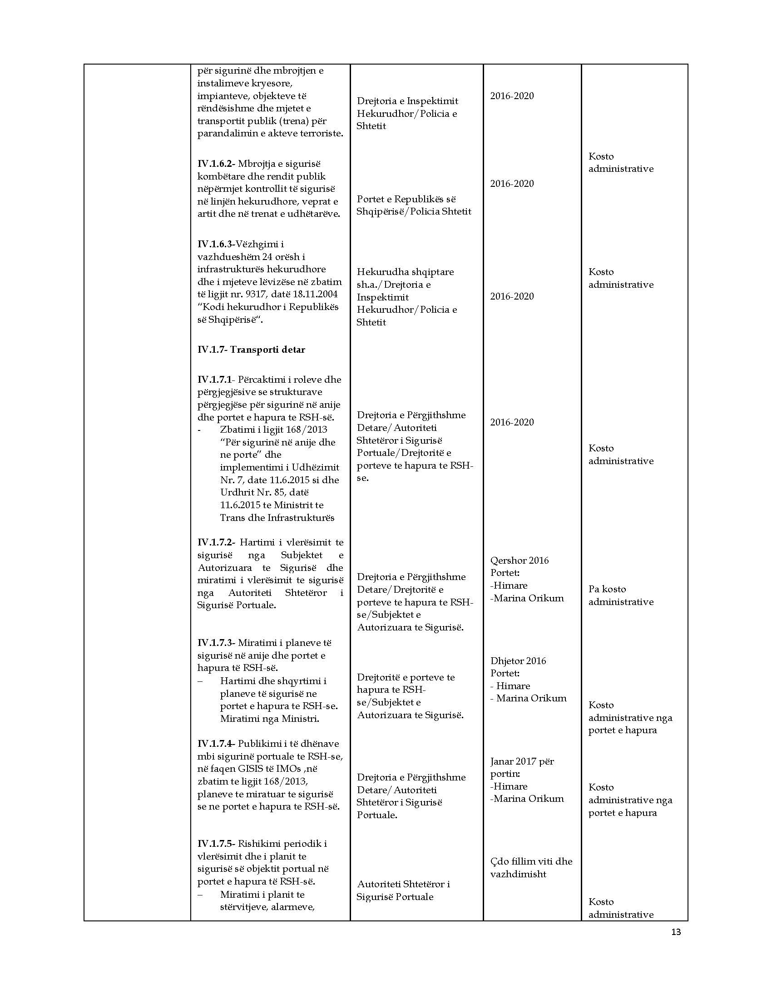 për sigurinë dhe mbrojtjen e
instalimeve kryesore,
impianteve, objekteve të
rëndësishme dhe mjetet e
transportit publik (trena) për
parandalimin e akteve terroriste.
IV.1.6.2- Mbrojtja e sigurisë
kombëtare dhe rendit publik
nëpërmjet kontrollit të sigurisë
në linjën hekurudhore, veprat e
artit dhe në trenat e udhëtarëve.
IV.1.6.3-Vëzhgimi i
vazhdueshëm 24 orësh i
infrastrukturës hekurudhore
dhe i mjeteve lëvizëse në zbatim
të ligjit nr. 9317, datë 18.11.2004
“Kodi hekurudhor i Republikës
së Shqipërisë“.
IV.1.7- Transporti detar
IV.1.7.1- Përcaktimi i roleve dhe
përgjegjësive se strukturave
përgjegjëse për sigurinë në anije
dhe portet e hapura te RSH-së.
- Zbatimi i ligjit 168/2013
“Për sigurinë në anije dhe
ne porte” dhe
implementimi i Udhëzimit
Nr. 7, date 11.6.2015 si dhe
Urdhrit Nr. 85, datë
11.6.2015 te Ministrit te
Trans dhe Infrastrukturës
IV.1.7.2- Hartimi i vlerësimit te
sigurisë nga Subjektet e
Autorizuara te Sigurisë dhe
miratimi i vlerësimit te sigurisë
nga Autoriteti Shtetëror i
Sigurisë Portuale.
IV.1.7.3- Miratimi i planeve të
sigurisë në anije dhe portet e
hapura të RSH-së.
– Hartimi dhe shqyrtimi i
planeve të sigurisë ne
portet e hapura te RSH-se.
Miratimi nga Ministri.
IV.1.7.4- Publikimi i të dhënave
mbi sigurinë portuale te RSH-se,
në faqen GISIS të IMOs ,në
zbatim te ligjit 168/2013,
planeve te miratuar te sigurisë
se ne portet e hapura te RSH-së.
IV.1.7.5- Rishikimi periodik i
vlerësimit dhe i planit te
sigurisë së objektit portual në
portet e hapura të RSH-së.
– Miratimi i planit te
stërvitjeve, alarmeve,
Drejtoria e Inspektimit
Hekurudhor/Policia e
Shtetit
Portet e Republikës së
Shqipërisë/Policia Shtetit
Hekurudha shqiptare
sh.a./Drejtoria e
Inspektimit
Hekurudhor/Policia e
Shtetit
Drejtoria e Përgjithshme
Detare/Autoriteti
Shtetëror i Sigurisë
Portuale/Drejtoritë e
porteve te hapura te RSH-
se.
Drejtoria e Përgjithshme
Detare/Drejtoritë e
porteve te hapura te RSH-
se/Subjektet e
Autorizuara te Sigurisë.
Drejtoritë e porteve te
hapura te RSH-
se/Subjektet e
Autorizuara te Sigurisë.
Drejtoria e Përgjithshme
Detare/Autoriteti
Shtetëror i Sigurisë
Portuale.
Autoriteti Shtetëror i
Sigurisë Portuale
2016-2020
2016-2020
2016-2020
2016-2020
Qershor 2016
Portet:
-Himare
-Marina Orikum
Dhjetor 2016
Portet:
- Himare
- Marina Orikum
Janar 2017 për
portin:
-Himare
-Marina Orikum
Çdo fillim viti dhe
vazhdimisht
Kosto
administrative
Kosto
administrative
Kosto
administrative
Pa kosto
administrative
Kosto
administrative nga
portet e hapura
Kosto
administrative nga
portet e hapura
Kosto
administrative
13